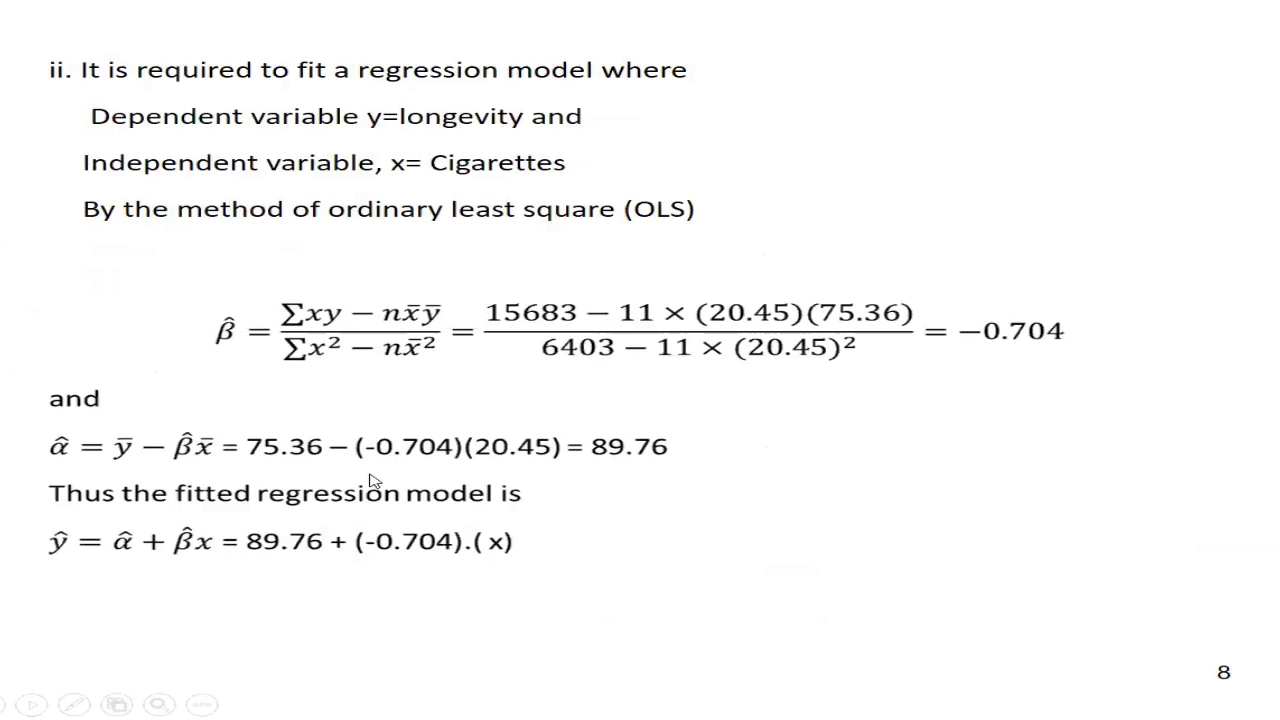 ii. It is required to fit a regression model where
Dependent variable y=longevity and
Independent variable, x= Cigarettes
By the method of ordinary least square (OLS)
β̂ = (∑xy − nx̄ȳ)/(∑x² − nx̄²) = (15683 − 11 × (20.45)(75.36))/(6403 − 11 × (20.45)²) = −0.704
and
α̂ = ȳ − β̂x̄ = 75.36 – (-0.704)(20.45) = 89.76
Thus the fitted regression model is
ŷ = α̂ + β̂x = 89.76 + (-0.704).( x)
8